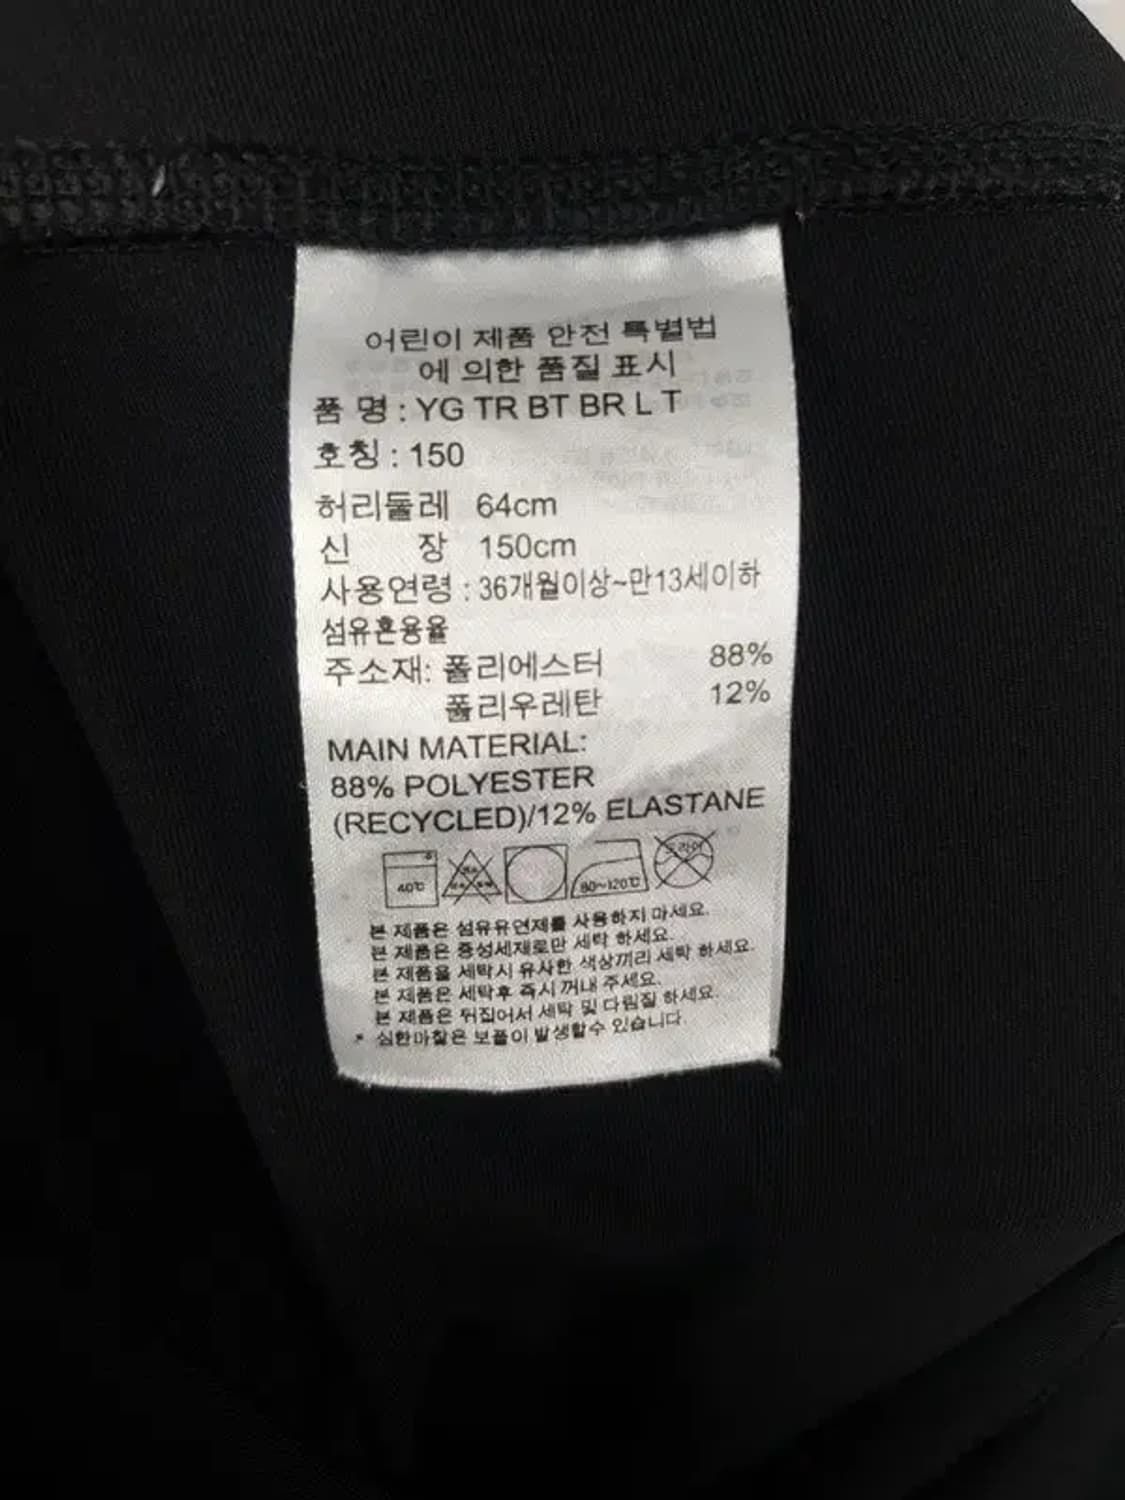 어린이 제품 안전 특별법
에 의한 품질 표시
품 명 : YG TR BT BR L T
호칭 : 150
허리둘레 64cm
신 장 150cm
사용연령 : 36개월이상~만13세이하
섬유혼용율
주소재: 폴리에스터 88%
폴리우레탄 12%
MAIN MATERIAL:
88% POLYESTER
(RECYCLED)/12% ELASTANE
40℃ 80~120℃ 드라이
본 제품은 섬유유연제를 사용하지 마세요.
본 제품은 중성세제로만 세탁 하세요.
본 제품을 세탁시 유사한 색상끼리 세탁 하세요.
본 제품은 세탁후 즉시 꺼내 주세요.
본 제품은 뒤집어서 세탁 및 다림질 하세요.
* 심한마찰은 보풀이 발생할수 있습니다.